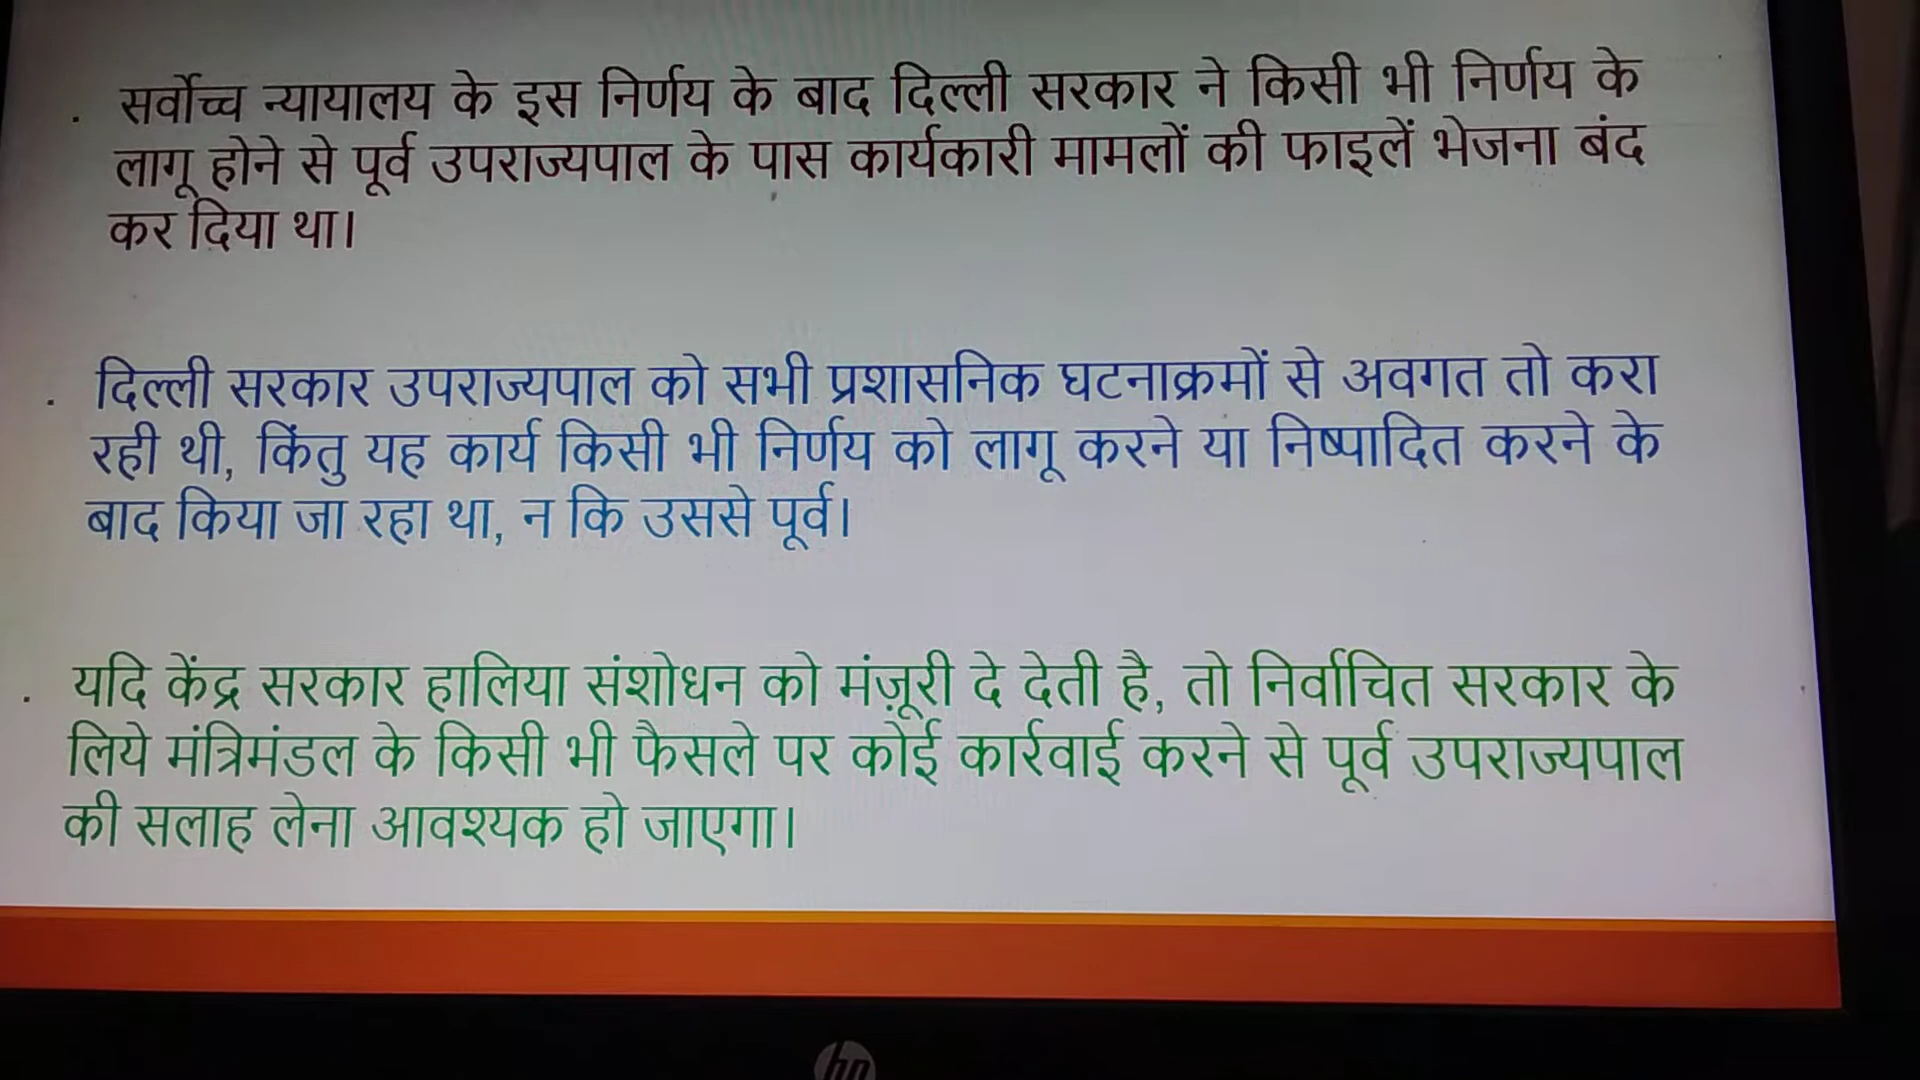 . सर्वोच्च न्यायालय के इस निर्णय के बाद दिल्ली सरकार ने किसी भी निर्णय के
लागू होने से पूर्व उपराज्यपाल के पास कार्यकारी मामलों की फाइलें भेजना बंद
कर दिया था।
. दिल्ली सरकार उपराज्यपाल को सभी प्रशासनिक घटनाक्रमों से अवगत तो करा
रही थी, किंतु यह कार्य किसी भी निर्णय को लागू करने या निष्पादित करने के
बाद किया जा रहा था, न कि उससे पूर्व।
. यदि केंद्र सरकार हालिया संशोधन को मंज़ूरी दे देती है, तो निर्वाचित सरकार के
लिये मंत्रिमंडल के किसी भी फैसले पर कोई कार्रवाई करने से पूर्व उपराज्यपाल
की सलाह लेना आवश्यक हो जाएगा।
hp